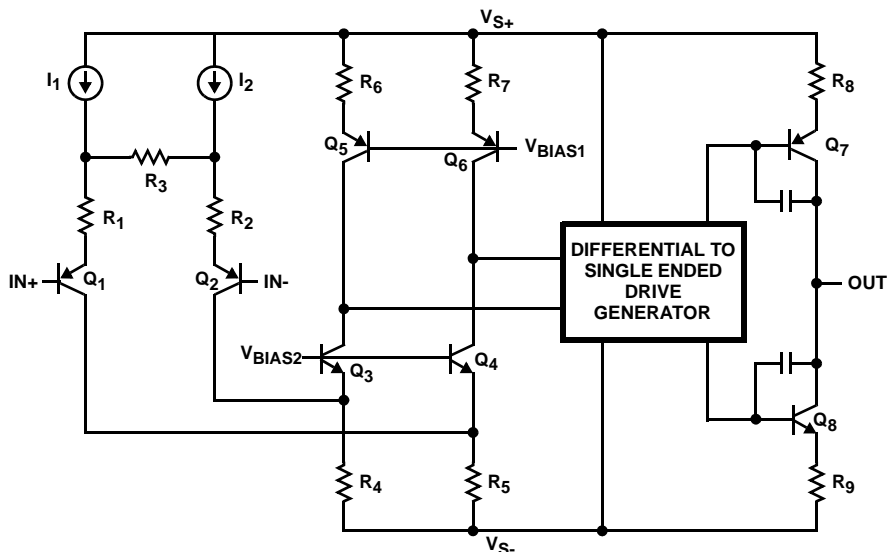 VS+
I1
I2
R6
R7
R8
Q5
Q6
VBIAS1
Q7
R3
R1
R2
DIFFERENTIAL TO
SINGLE ENDED
DRIVE
GENERATOR
IN+
Q1
Q2
IN-
OUT
VBIAS2
Q3
Q4
Q8
R4
R5
R9
VS-